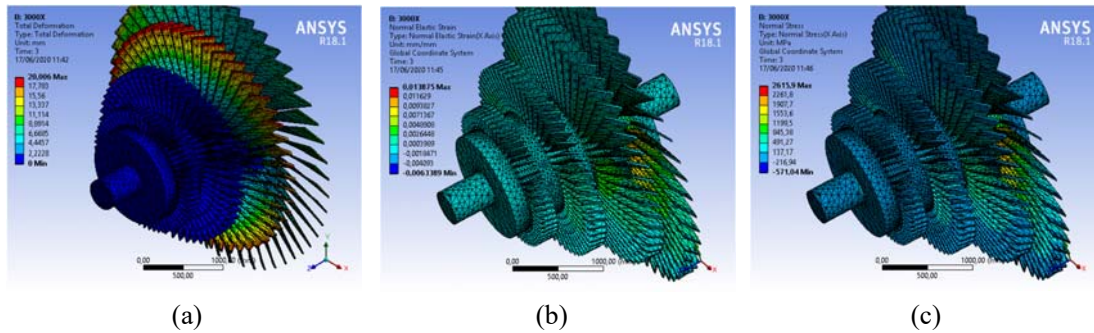 B: 3000X
Total Deformation
Type: Total Deformation
Unit: mm
Time: 3
17/06/2020 11:42
20,006 Max
17,783
15,56
13,337
11,114
8,8914
6,6685
4,4457
2,2228
0 Min
ANSYS
R18.1
0,00
1000,00 (mm)
500,00
Y
Z
X
(a)
B: 3000X
Normal Elastic Strain
Type: Normal Elastic Strain(X Axis)
Unit: mm/mm
Global Coordinate System
Time: 3
17/06/2020 11:45
0,013875 Max
0,011629
0,0093827
0,0071367
0,0048908
0,0026448
0,0003989
-0,0018471
-0,004093
-0,0063389 Min
ANSYS
R18.1
0,00
500,00
X
(b)
B: 3000X
Normal Stress
Type: Normal Stress(X Axis)
Unit: MPa
Global Coordinate System
Time: 3
17/06/2020 11:46
2615,9 Max
2261,8
1907,7
1553,6
1199,5
845,38
491,27
137,17
-216,94
-571,04 Min
ANSYS
R18.1
0,00
500,00
X
(c)